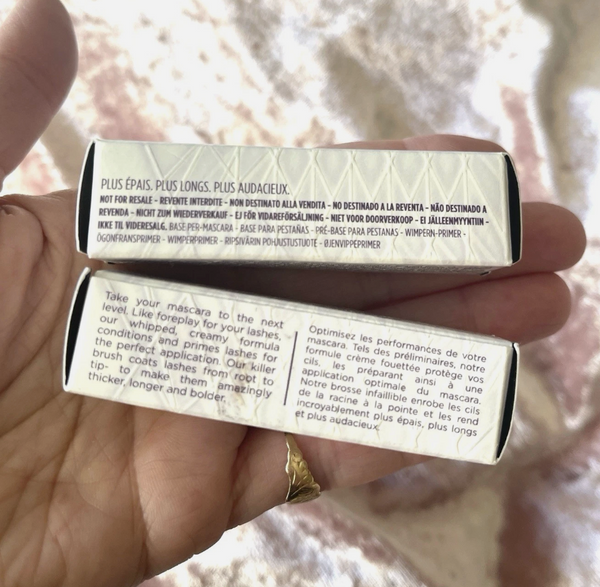 PLUS ÉPAIS. PLUS LONGS. PLUS AUDACIEUX.
NOT FOR RESALE - REVENTE INTERDITE - NON DESTINATO ALLA VENDITA - NO DESTINADO A LA REVENTA - NÃO DESTINADO A
REVENDA - NICHT ZUM WIEDERVERKAUF - EJ FÖR VIDAREFÖRSÄLJNING - NIET VOOR DOORVERKOOP - EI JÄLLEENMYYNTIIN -
IKKE TIL VIDERESALG. BASE PER MASCARA - BASE PARA PESTAÑAS - PRÉ-BASE PARA PESTANAS - WIMPERN-PRIMER -
ÖGONFRANSPRIMER - WIMPERPRIMER - RIPSIVÄRIN POHJUSTUSTUOTE - ØJENVIPPEPRIMER
Take your mascara to the next
level. Like foreplay for your lashes,
our whipped, creamy formula
conditions and primes lashes for
the perfect application. Our killer
brush coats lashes from root to
tip- to make them amazingly
thicker, longer and bolder.
Optimisez les performances de votre
mascara. Tels des préliminaires, notre
formule crème fouettée protège vos
cils, les préparant ainsi à une
application optimale du mascara.
Notre brosse infaillible enrobe les cils
de la racine à la pointe et les rend
incroyablement plus épais, plus longs
et plus audacieux.